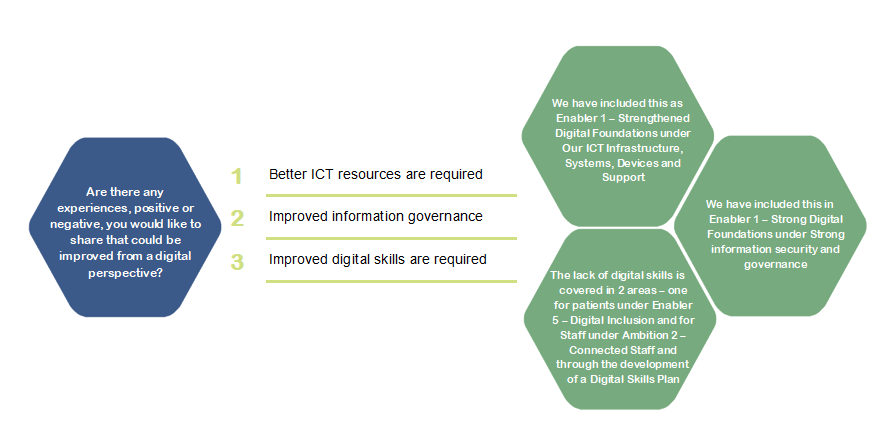 Are there any
experiences, positive or
negative, you would like to
share that could be
improved from a digital
perspective?
1 Better ICT resources are required
2 Improved information governance
3 Improved digital skills are required
We have included this as
Enabler 1 – Strengthened
Digital Foundations under
Our ICT Infrastructure,
Systems, Devices and
Support
We have included this in
Enabler 1 – Strong Digital
Foundations under Strong
information security and
governance
The lack of digital skills is
covered in 2 areas – one
for patients under Enabler
5 – Digital Inclusion and for
Staff under Ambition 2 –
Connected Staff and
through the development
of a Digital Skills Plan